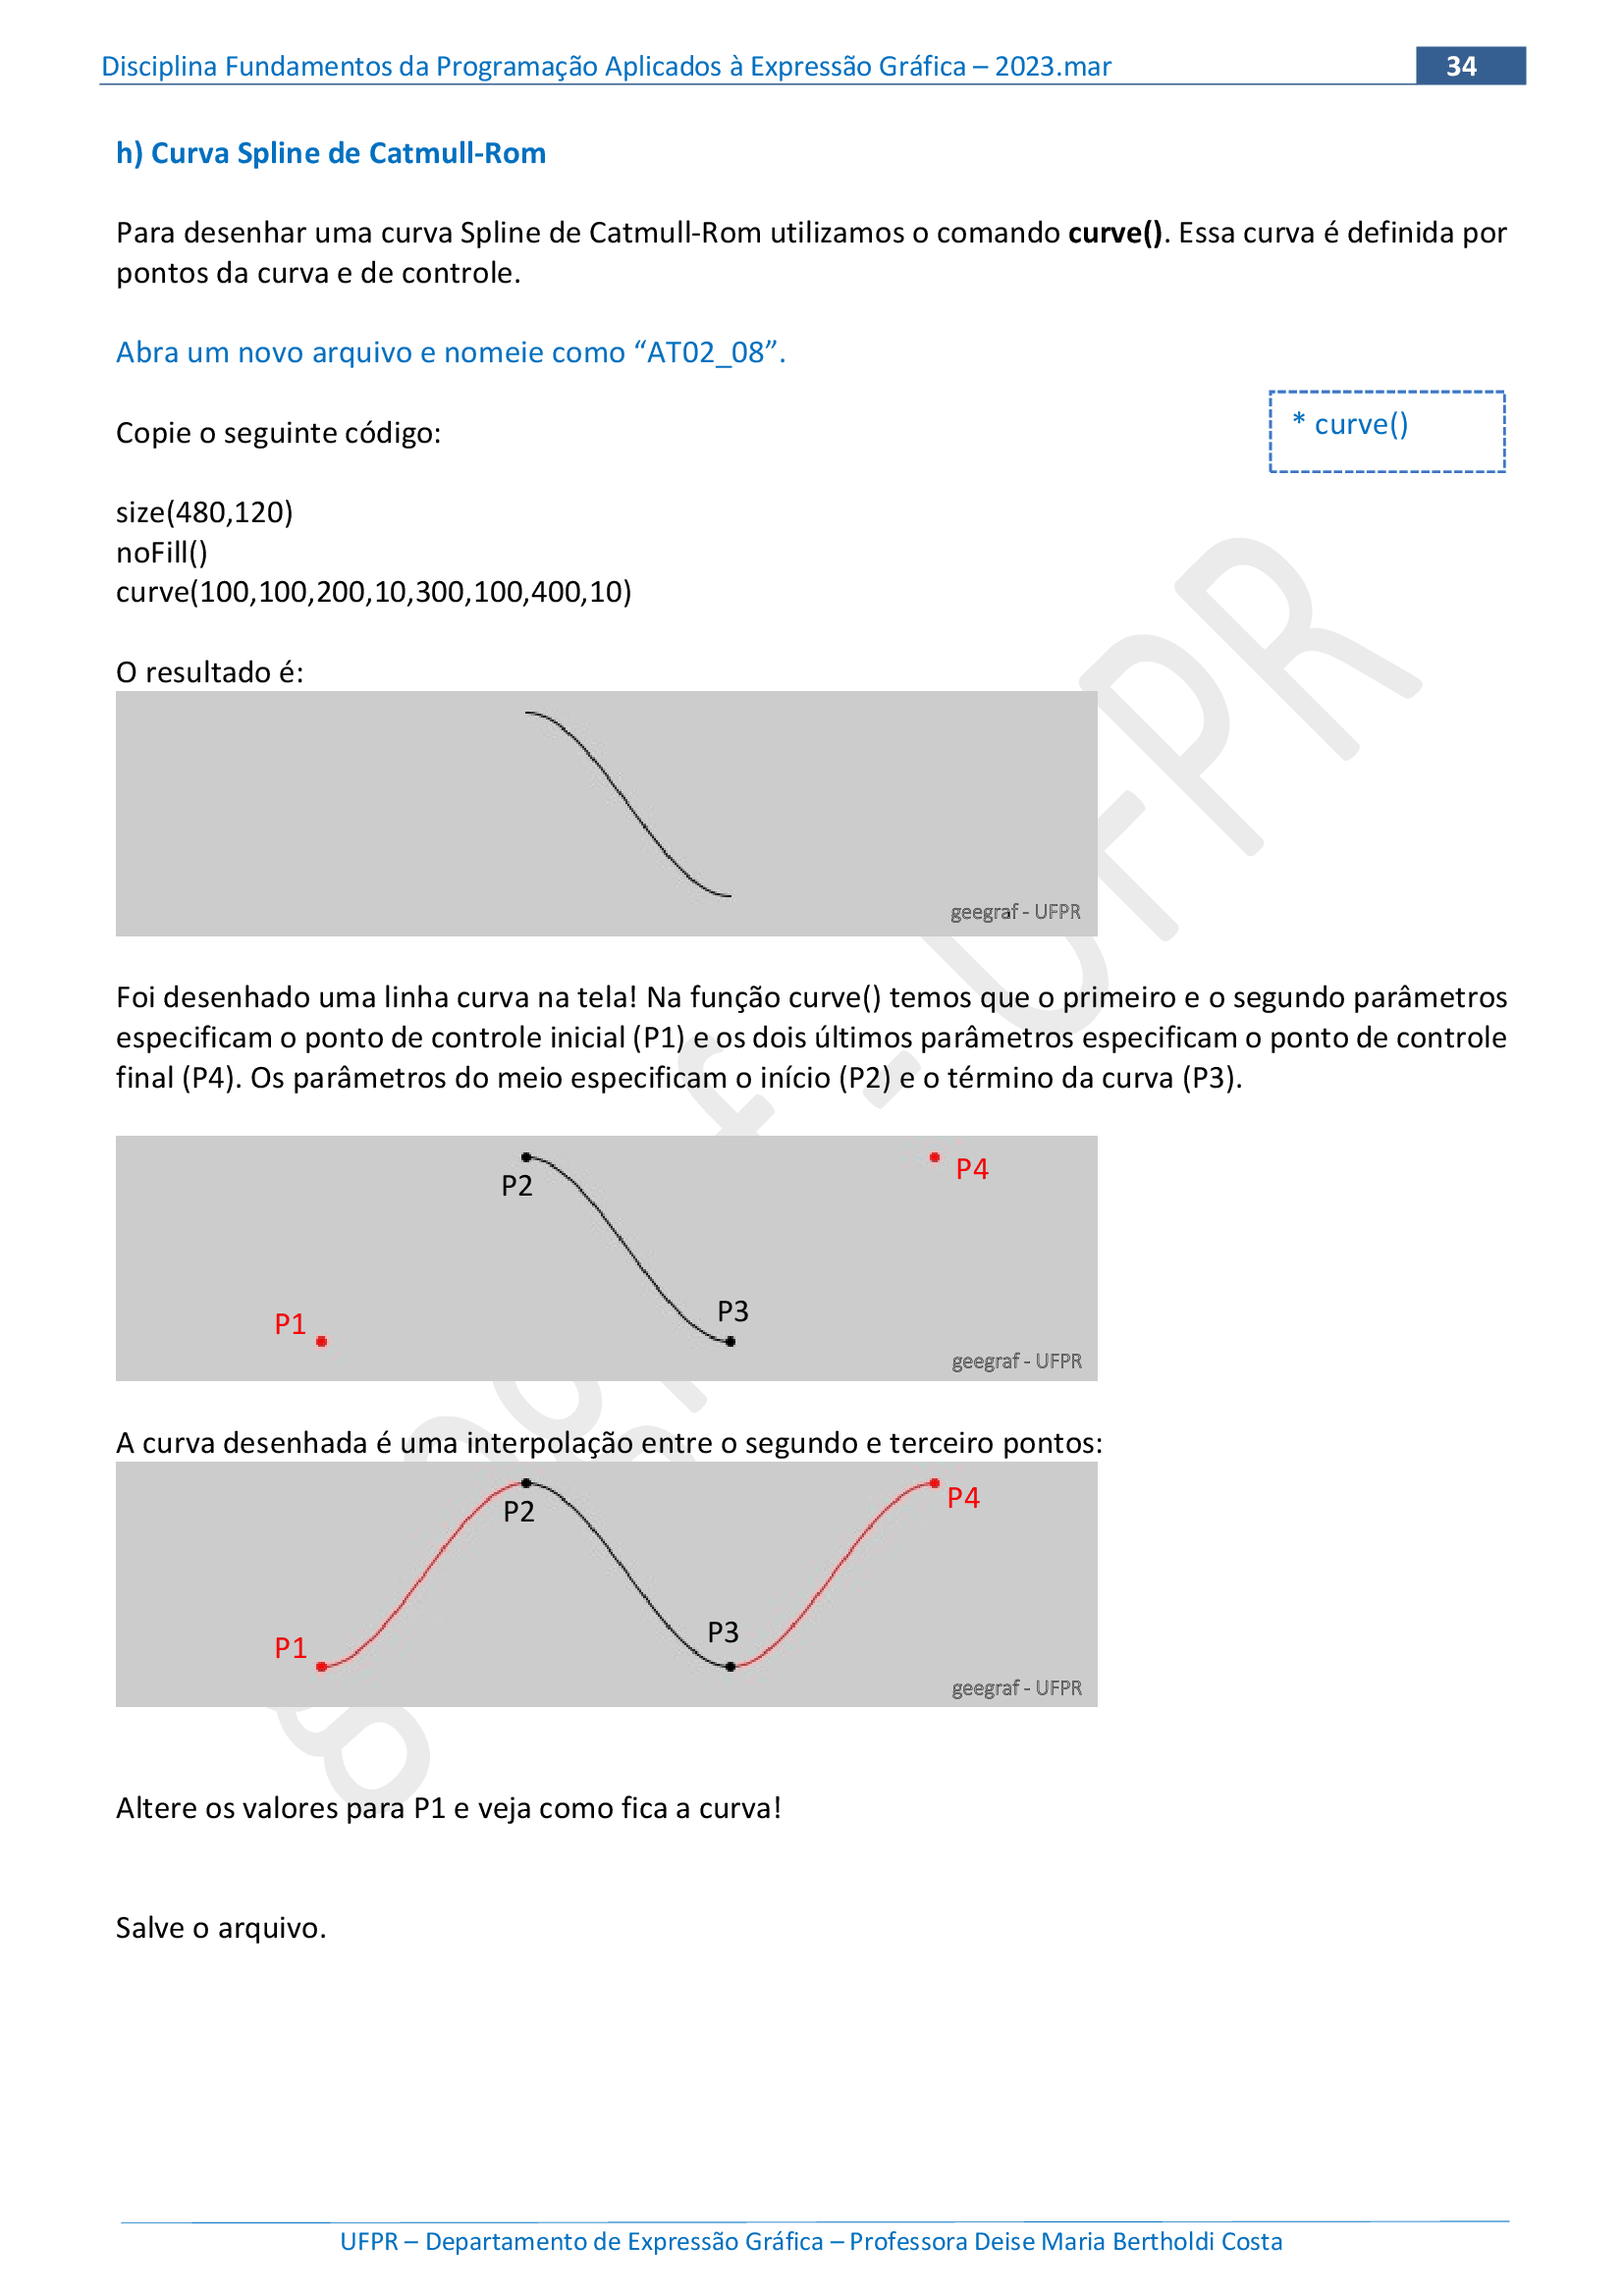 Disciplina Fundamentos da Programação Aplicados à Expressão Gráfica – 2023.mar
34
h) Curva Spline de Catmull-Rom
Para desenhar uma curva Spline de Catmull-Rom utilizamos o comando curve(). Essa curva é definida por
pontos da curva e de controle.
Abra um novo arquivo e nomeie como “AT02_08”.
* curve()
Copie o seguinte código:
size(480,120)
noFill()
curve(100,100,200,10,300,100,400,10)
O resultado é:
geegraf - UFPR
Foi desenhado uma linha curva na tela! Na função curve() temos que o primeiro e o segundo parâmetros
especificam o ponto de controle inicial (P1) e os dois últimos parâmetros especificam o ponto de controle
final (P4). Os parâmetros do meio especificam o início (P2) e o término da curva (P3).
P2
P4
P3
P1
geegraf - UFPR
A curva desenhada é uma interpolação entre o segundo e terceiro pontos:
P4
P2
P3
P1
geegraf - UFPR
Altere os valores para P1 e veja como fica a curva!
Salve o arquivo.
UFPR – Departamento de Expressão Gráfica – Professora Deise Maria Bertholdi Costa
geegraf - UFPR